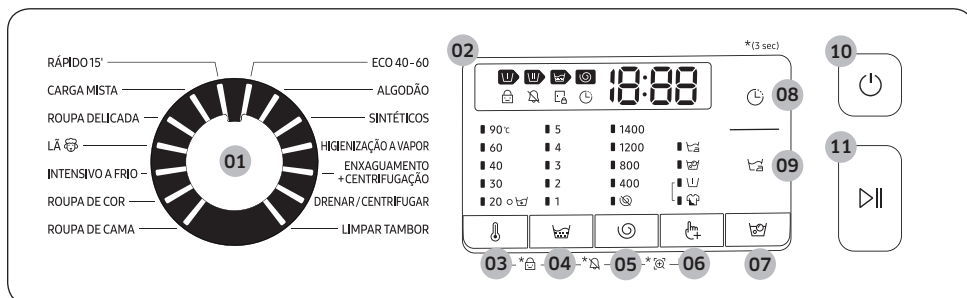 RÁPIDO 15'
CARGA MISTA
ROUPA DELICADA
LÃ
INTENSIVO A FRIO
ROUPA DE COR
ROUPA DE CAMA
01
ECO 40-60
ALGODÃO
SINTÉTICOS
HIGIENIZAÇÃO A VAPOR
ENXAGUAMENTO
+CENTRIFUGAÇÃO
DRENAR/CENTRIFUGAR
LIMPAR TAMBOR
02
*(3 sec)
18:88
90℃ 5 1400
60 4 1200
40 3 800
30 2 400
20 1
03 * 04 * 05 * 06 07
08
09
10
11